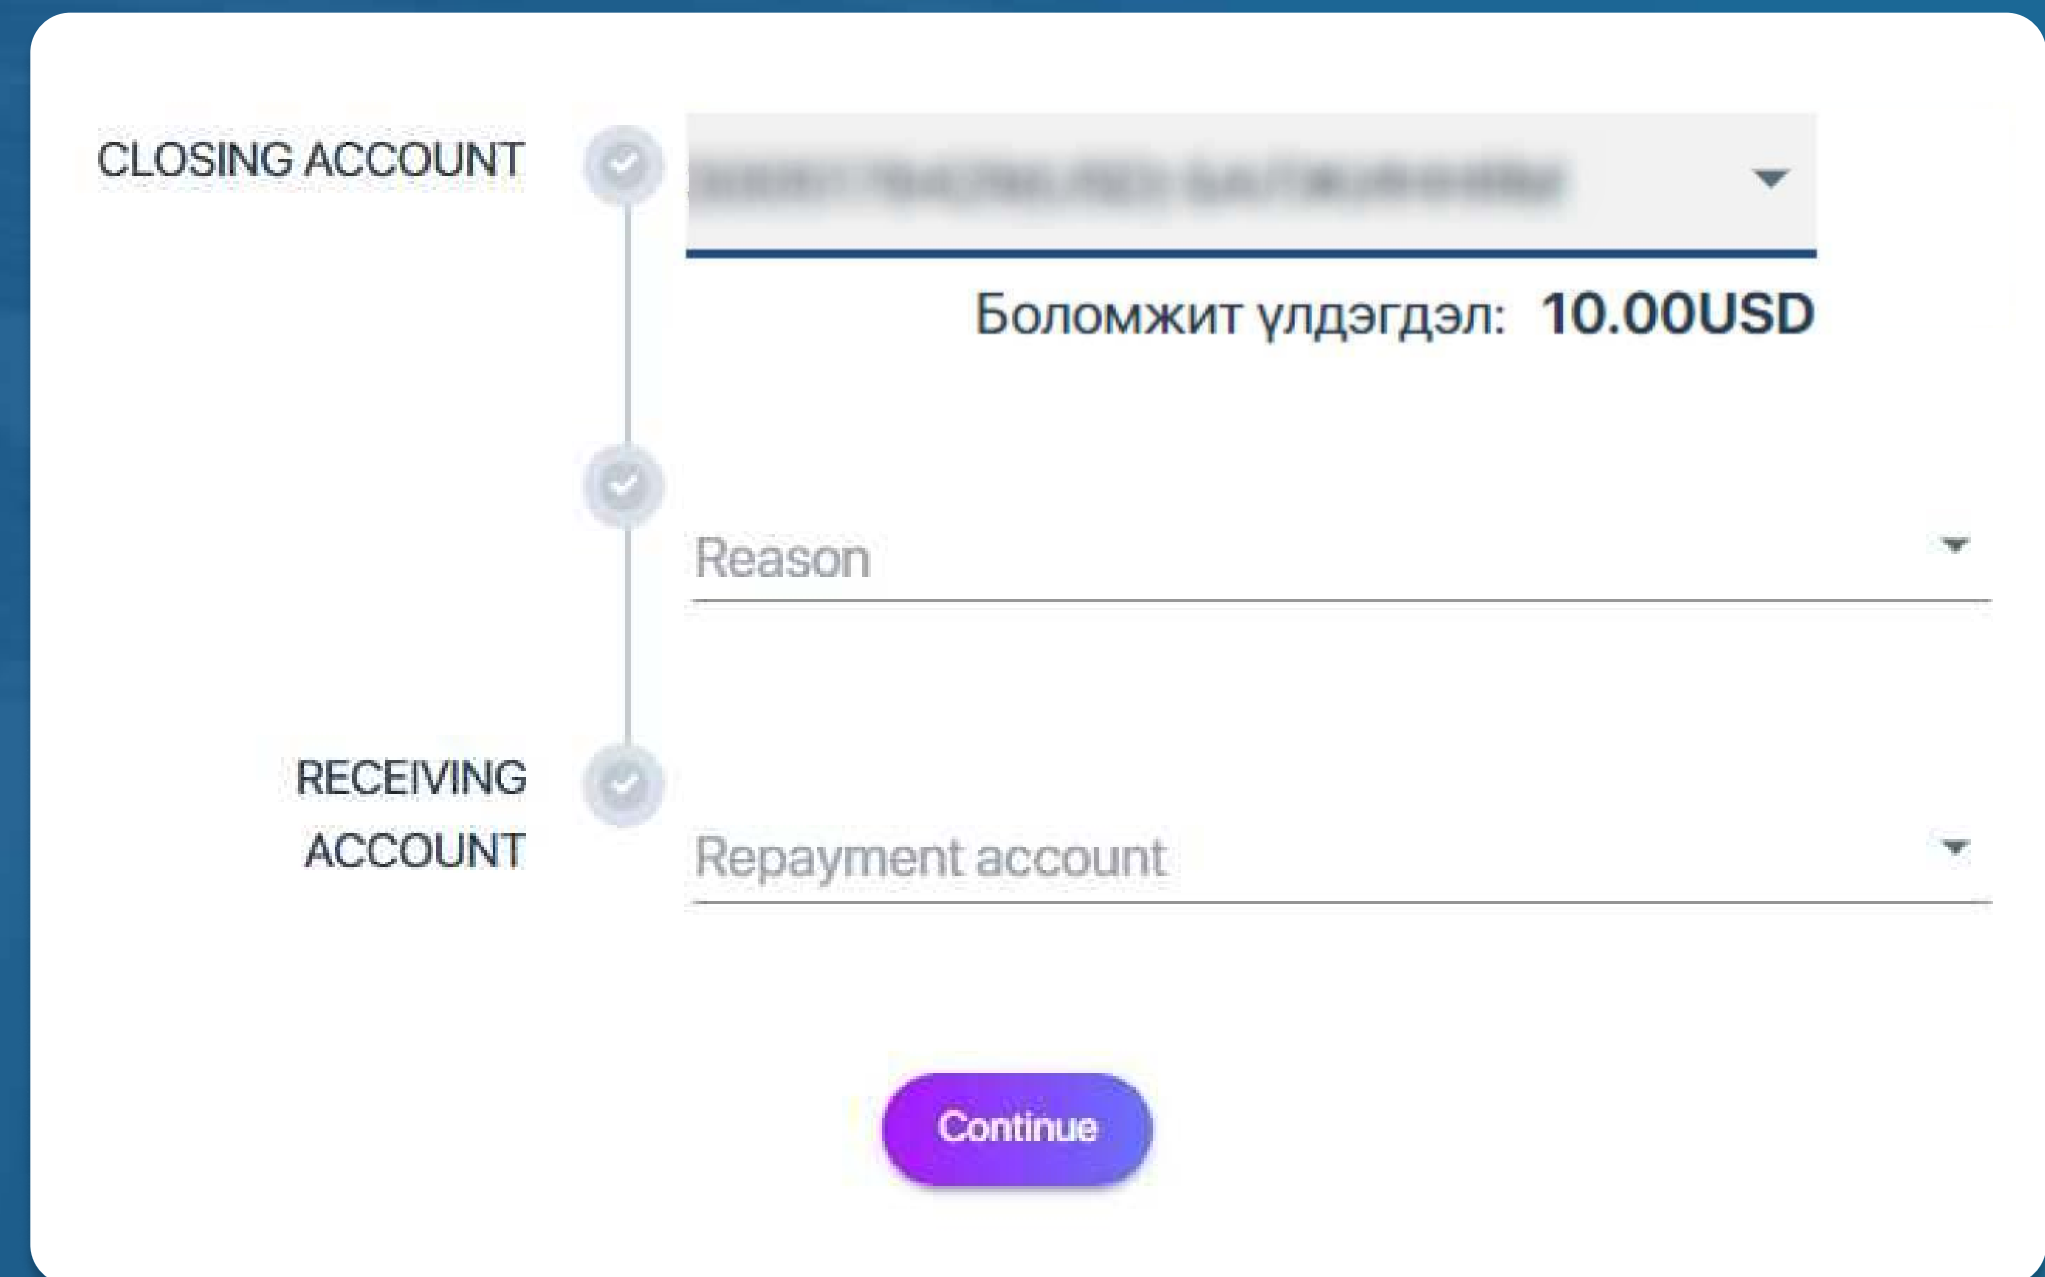 CLOSING ACCOUNT
Боломжит үлдэгдэл: 10.00USD
Reason
RECEIVING
ACCOUNT
Repayment account
Continue